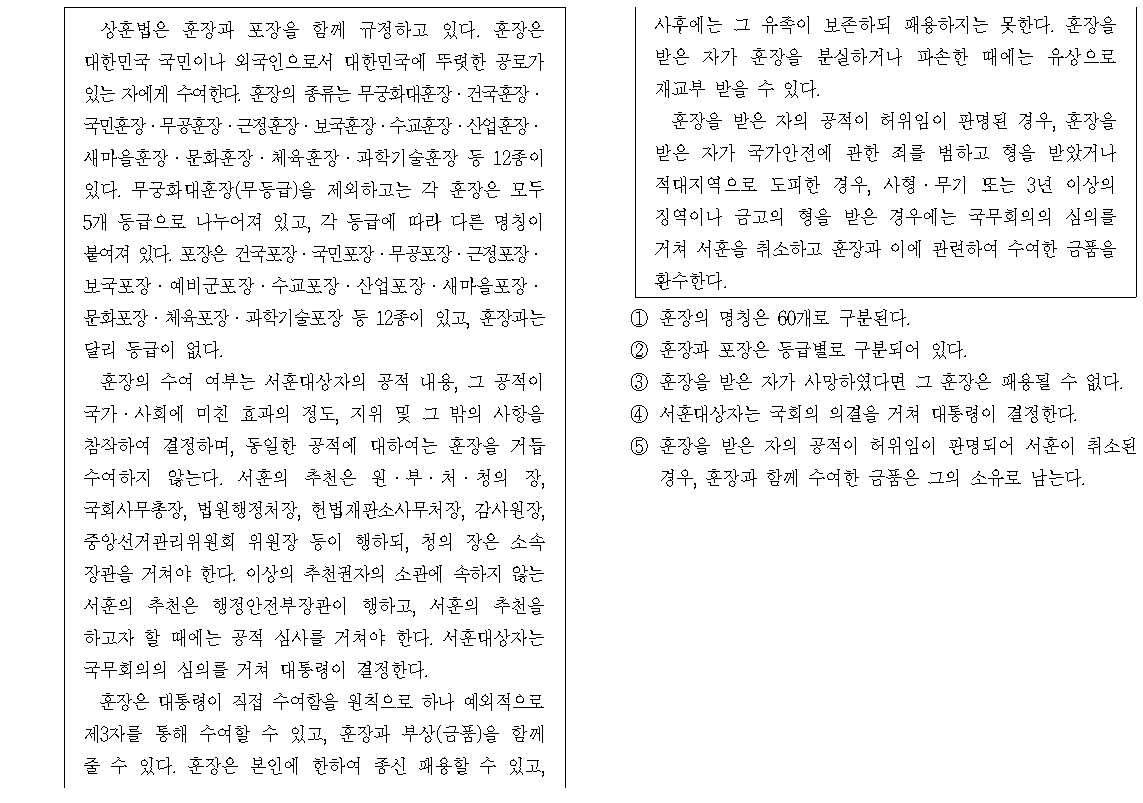 상훈법은 훈장과 포장을 함께 규정하고 있다. 훈장은
대한민국 국민이나 외국인으로서 대한민국에 뚜렷한 공로가
있는 자에게 수여한다. 훈장의 종류는 무궁화대훈장·건국훈장·
국민훈장·무공훈장·근정훈장·보국훈장·수교훈장·산업훈장·
새마을훈장·문화훈장·체육훈장·과학기술훈장 등 12종이
있다. 무궁화대훈장(무등급)을 제외하고는 각 훈장은 모두
5개 등급으로 나누어져 있고, 각 등급에 따라 다른 명칭이
붙여져 있다. 포장은 건국포장·국민포장·무공포장·근정포장·
보국포장·예비군포장·수교포장·산업포장·새마을포장·
문화포장·체육포장·과학기술포장 등 12종이 있고, 훈장과는
달리 등급이 없다.
훈장의 수여 여부는 서훈대상자의 공적 내용, 그 공적이
국가·사회에 미친 효과의 정도, 지위 및 그 밖의 사항을
참작하여 결정하며, 동일한 공적에 대하여는 훈장을 거듭
수여하지 않는다. 서훈의 추천은 원·부·처·청의 장,
국회사무총장, 법원행정처장, 헌법재판소사무처장, 감사원장,
중앙선거관리위원회 위원장 등이 행하되, 청의 장은 소속
장관을 거쳐야 한다. 이상의 추천권자의 소관에 속하지 않는
서훈의 추천은 행정안전부장관이 행하고, 서훈의 추천을
하고자 할 때에는 공적 심사를 거쳐야 한다. 서훈대상자는
국무회의의 심의를 거쳐 대통령이 결정한다.
훈장은 대통령이 직접 수여함을 원칙으로 하나 예외적으로
제3자를 통해 수여할 수 있고, 훈장과 부상(금품)을 함께
줄 수 있다. 훈장은 본인에 한하여 종신 패용할 수 있고,
사후에는 그 유족이 보존하되 패용하지는 못한다. 훈장을
받은 자가 훈장을 분실하거나 파손한 때에는 유상으로
재교부 받을 수 있다.
훈장을 받은 자의 공적이 허위임이 판명된 경우, 훈장을
받은 자가 국가안전에 관한 죄를 범하고 형을 받았거나
적대지역으로 도피한 경우, 사형·무기 또는 3년 이상의
징역이나 금고의 형을 받은 경우에는 국무회의의 심의를
거쳐 서훈을 취소하고 훈장과 이에 관련하여 수여한 금품을
환수한다.
① 훈장의 명칭은 60개로 구분된다.
② 훈장과 포장은 등급별로 구분되어 있다.
③ 훈장을 받은 자가 사망하였다면 그 훈장은 패용될 수 없다.
④ 서훈대상자는 국회의 의결을 거쳐 대통령이 결정한다.
⑤ 훈장을 받은 자의 공적이 허위임이 판명되어 서훈이 취소된
경우, 훈장과 함께 수여한 금품은 그의 소유로 남는다.